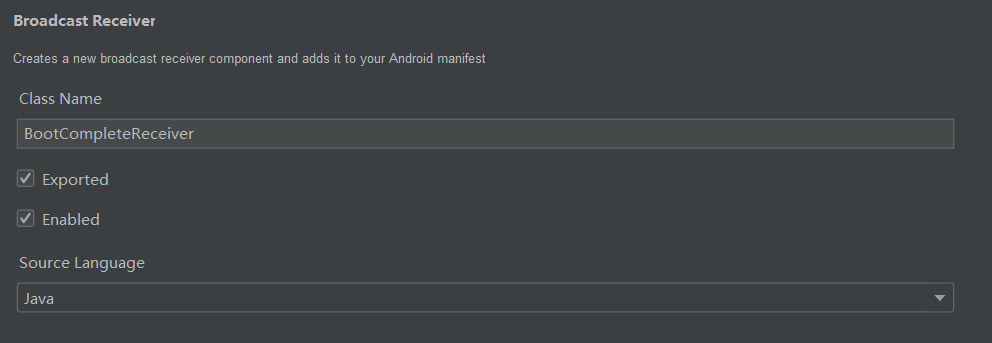 Broadcast Receiver
Creates a new broadcast receiver component and adds it to your Android manifest
Class Name
BootCompleteReceiver
Exported
Enabled
Source Language
Java